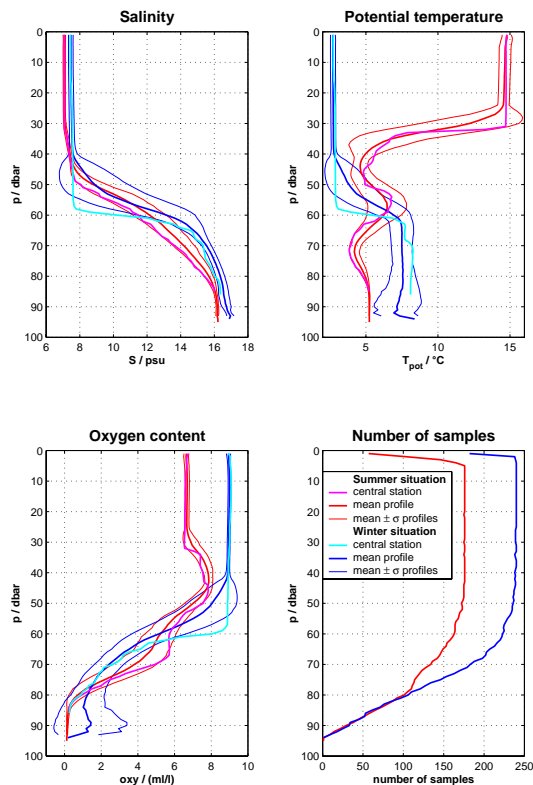 Salinity
0
10
20
30
40
50
60
70
80
90
100
p / dbar
6 8 10 12 14 16 18
S / psu
Potential temperature
0
10
20
30
40
50
60
70
80
90
100
p / dbar
5 10 15
T_pot / °C
Oxygen content
0
10
20
30
40
50
60
70
80
90
100
p / dbar
0 2 4 6 8 10
oxy / (ml/l)
Number of samples
0
10
20
30
40
50
60
70
80
90
100
p / dbar
Summer situation
central station
mean profile
mean ± σ profiles
Winter situation
central station
mean profile
mean ± σ profiles
0 50 100 150 200 250
number of samples